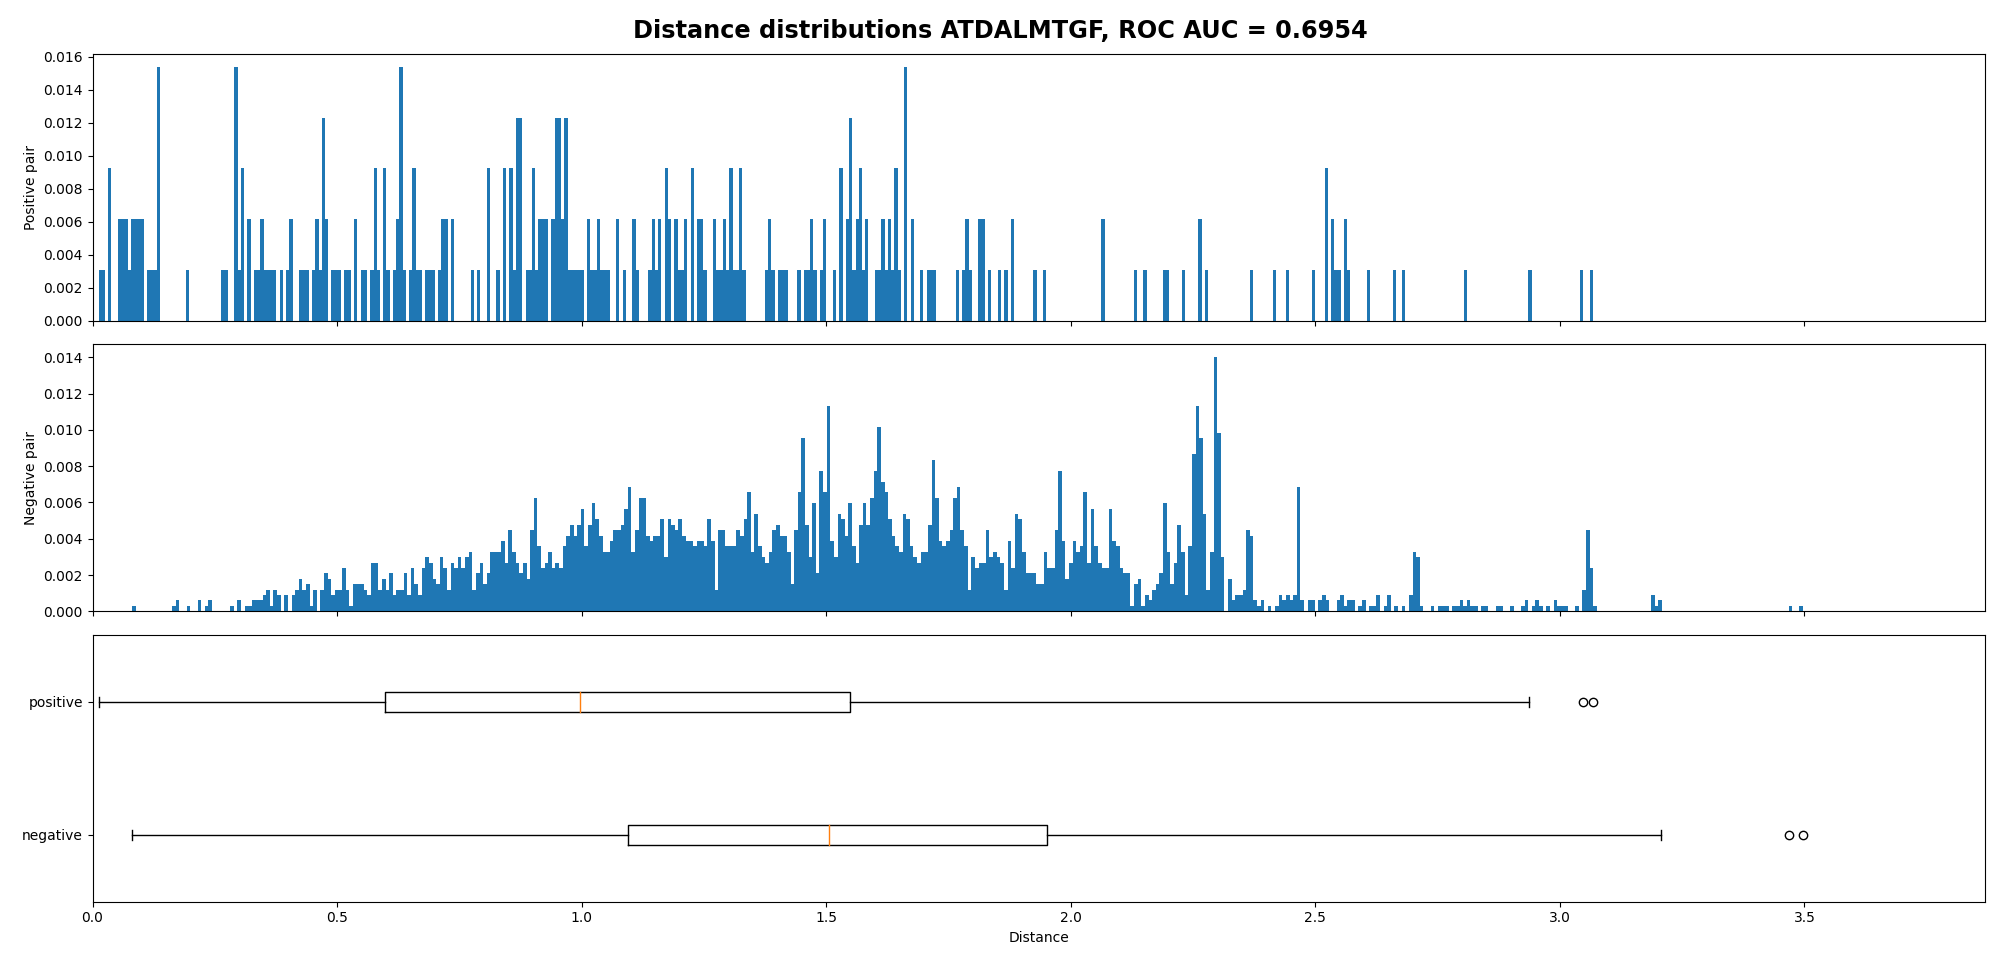 Distance distributions ATDALMTGF, ROC AUC = 0.6954
0.016
0.014
0.012
0.010
0.008
0.006
0.004
0.002
0.000
Positive pair
0.014
0.012
0.010
0.008
0.006
0.004
0.002
0.000
Negative pair
positive
negative
0.0 0.5 1.0 1.5 2.0 2.5 3.0 3.5
Distance